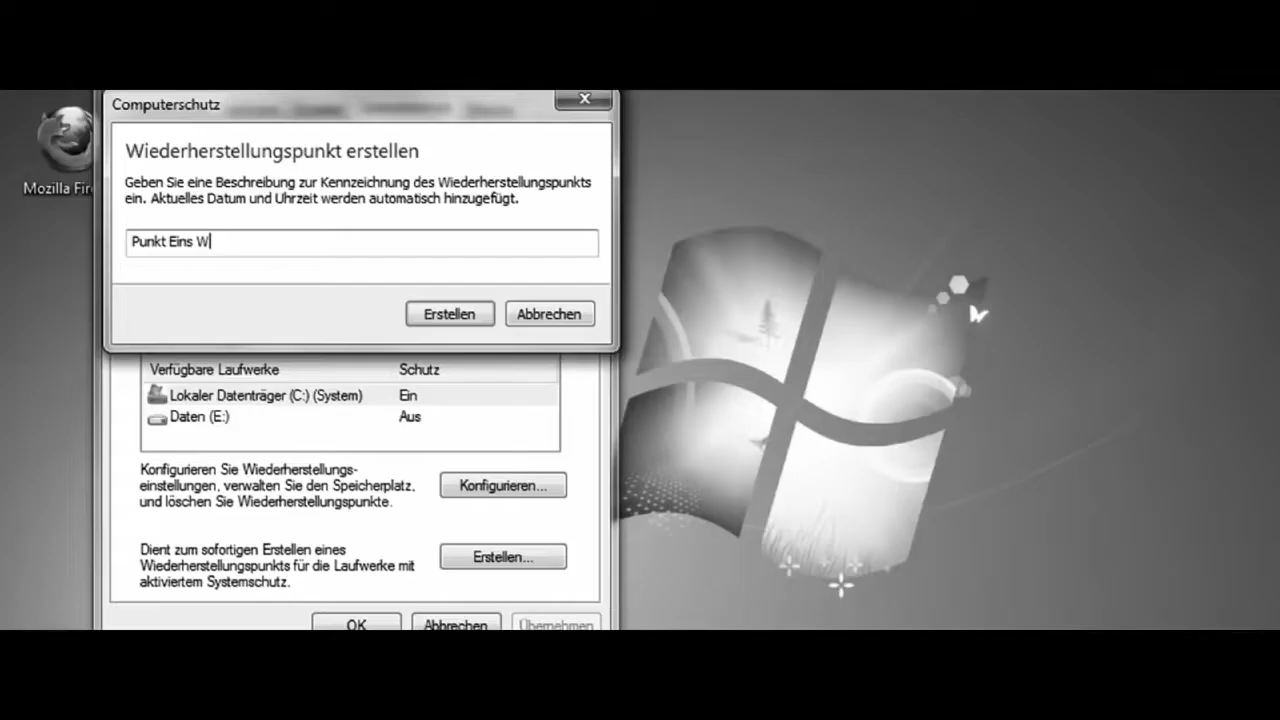 Computerschutz
Mozilla Fire
Wiederherstellungspunkt erstellen
Geben Sie eine Beschreibung zur Kennzeichnung des Wiederherstellungspunkts
ein. Aktuelles Datum und Uhrzeit werden automatisch hinzugefügt.
Punkt Eins W
Erstellen
Abbrechen
Verfügbare Laufwerke Schutz
Lokaler Datenträger (C:) (System) Ein
Daten (E:) Aus
Konfigurieren Sie Wiederherstellungs-
einstellungen, verwalten Sie den Speicherplatz,
und löschen Sie Wiederherstellungspunkte.
Konfigurieren...
Dient zum sofortigen Erstellen eines
Wiederherstellungspunkts für die Laufwerke mit
aktiviertem Systemschutz.
Erstellen...
OK
Abbrechen
Übernehmen